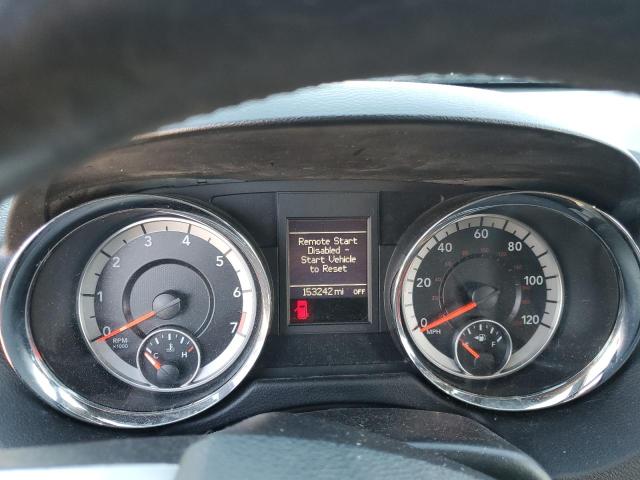 Remote Start
Disabled -
Start Vehicle
to Reset
153242 mi OFF
0 1 2 3 4 5 6 7
RPM
x1000
C H
0 20 40 60 80 100 120
MPH
F